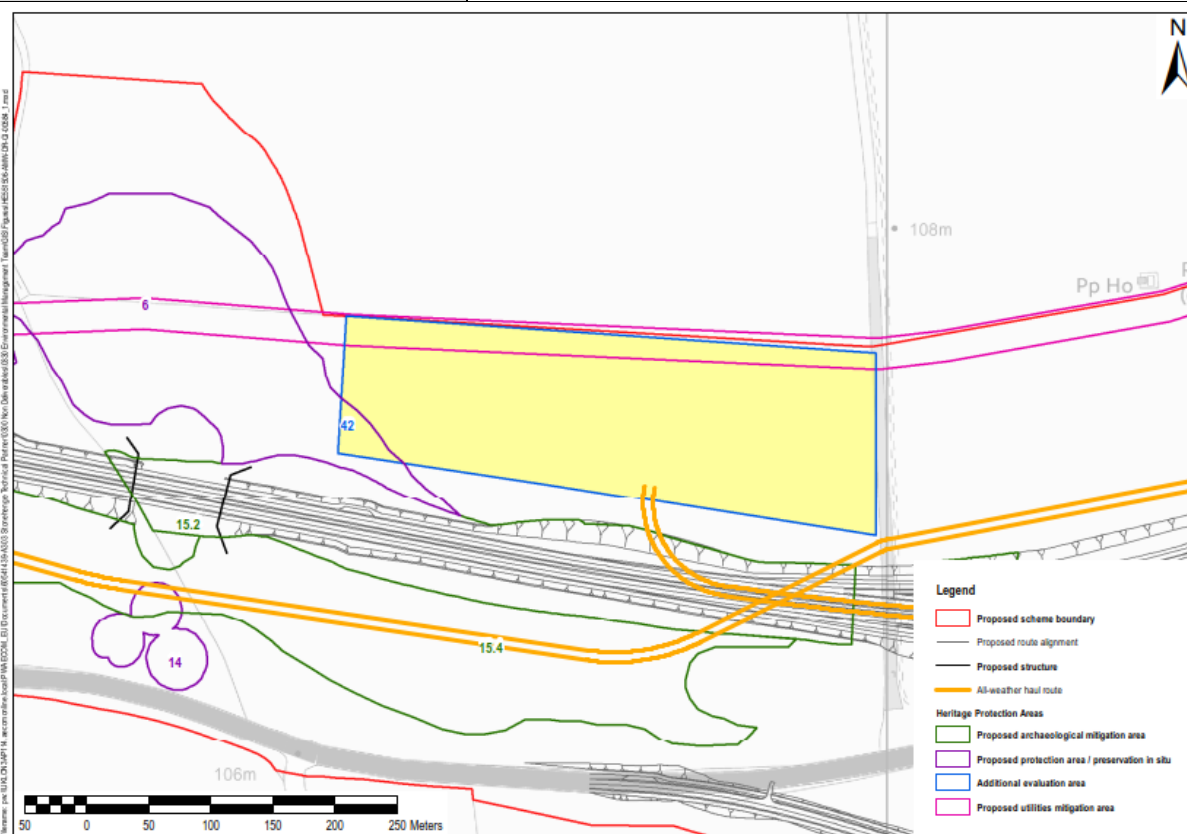 N
108m
Pp Ho
6
42
15.2
15.4
14
106m
50 0 50 100 150 200 250 Meters
Legend
Proposed scheme boundary
Proposed route alignment
Proposed structure
All-weather haul route
Heritage Protection Areas
Proposed archaeological mitigation area
Proposed protection area / preservation in situ
Additional evaluation area
Proposed utilities mitigation area